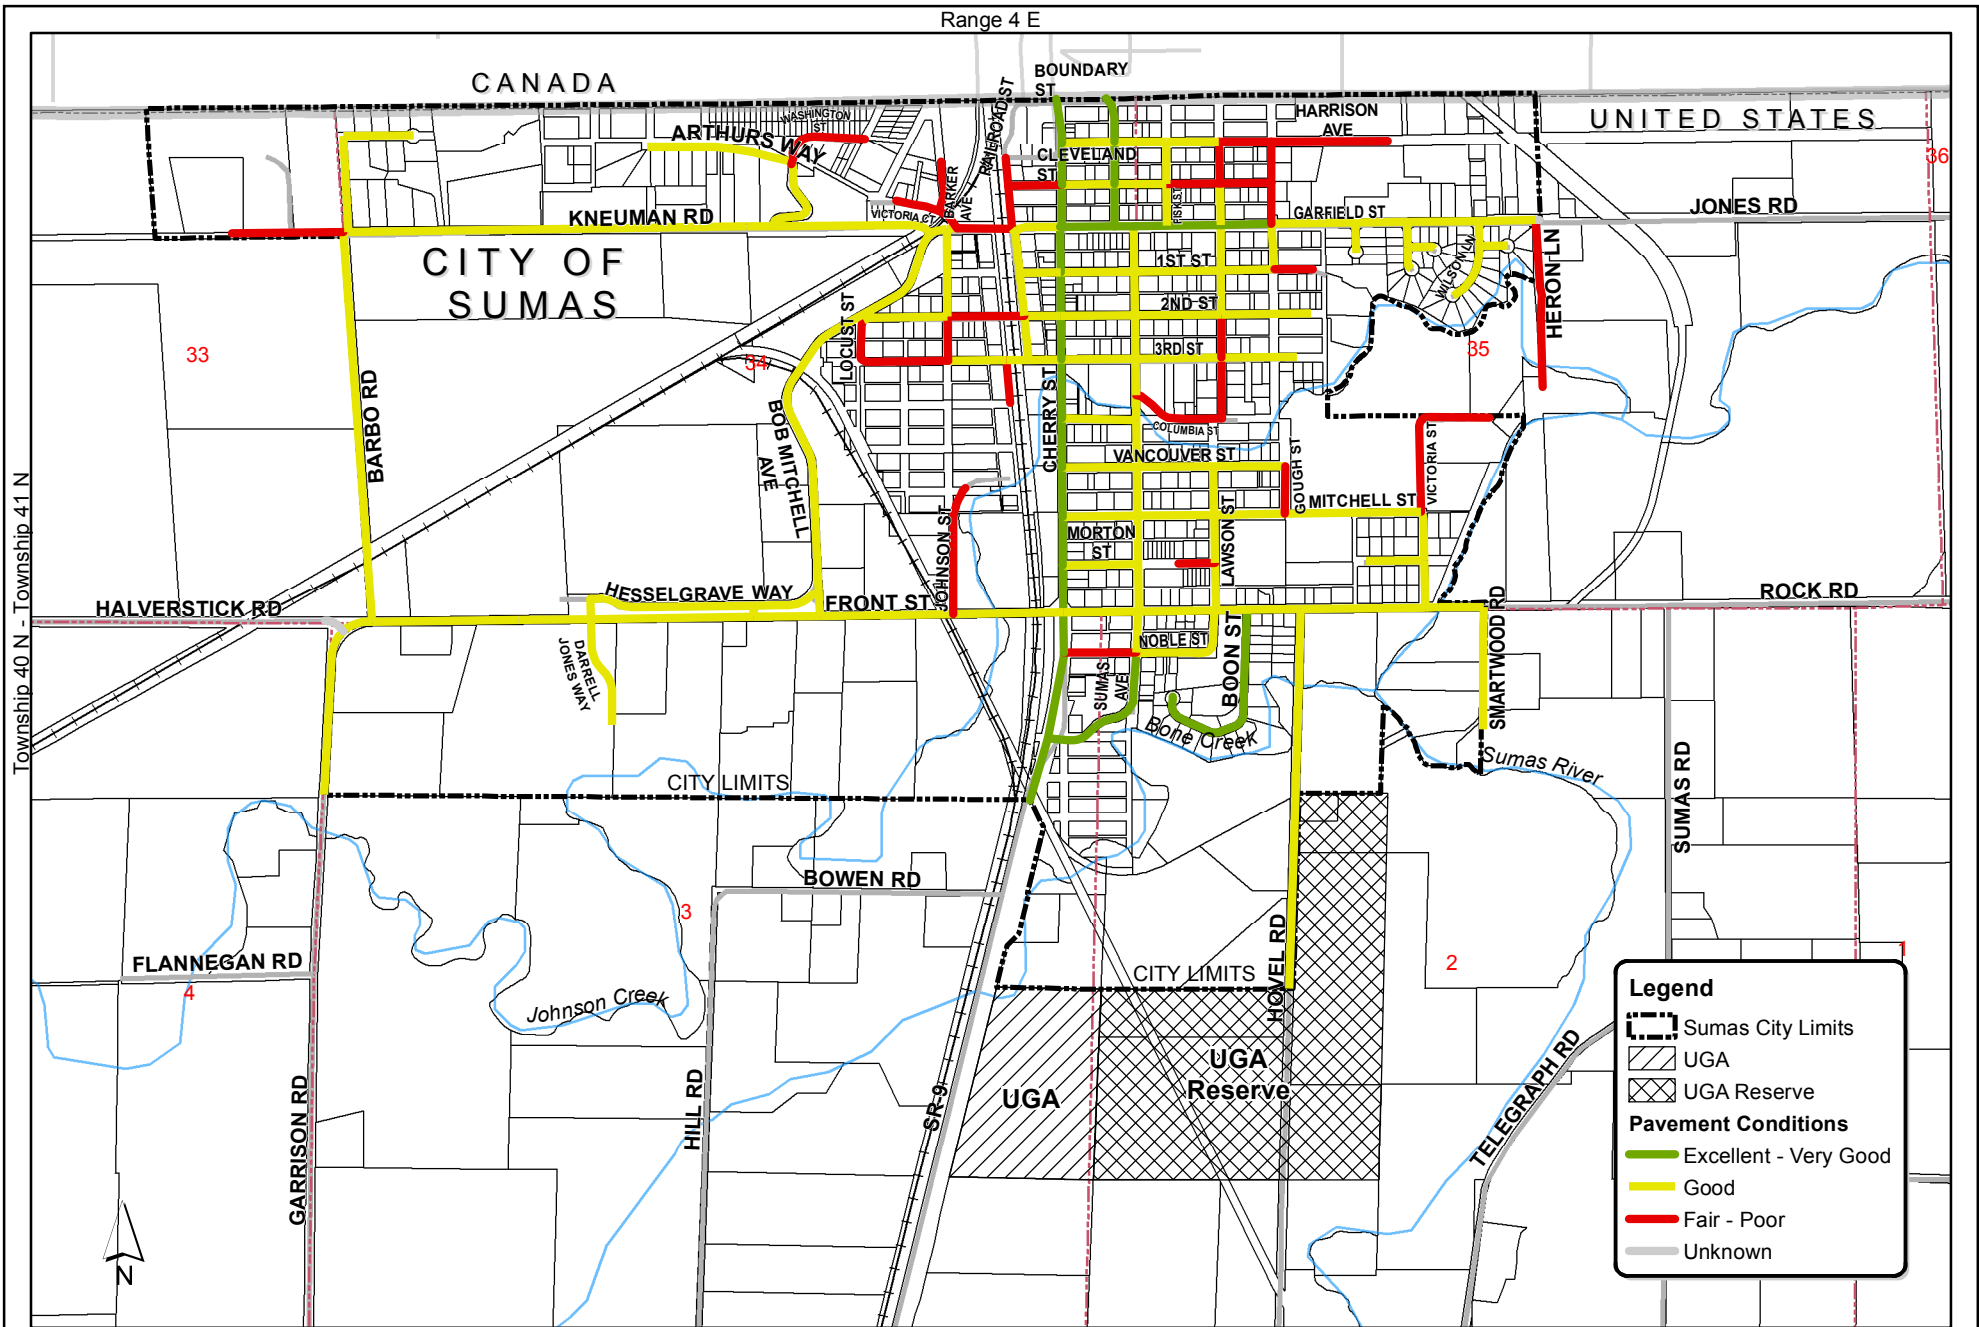 Range 4 E
CANADA
BOUNDARY
ST
UNITED STATES
HARRISON
AVE
WASHINGTON
ST
ARTHURS WAY
RAILROAD ST
CLEVELAND
ST
36
BARKER
AVE
VICTORIA CT
FISK ST
KNEUMAN RD
GARFIELD ST
JONES RD
CITY OF
SUMAS
1ST ST
WILSON LN
HERON LN
2ND ST
LOCUST ST
3RD ST
33
34
35
BARBO RD
CHERRY ST
BOB MITCHELL
AVE
COLUMBIA ST
VANCOUVER ST
GOUGH ST
VICTORIA ST
MITCHELL ST
JOHNSON ST
MORTON
ST
LAWSON ST
Township 40 N - Township 41 N
HALVERSTICK RD
HESSELGRAVE WAY
FRONT ST
ROCK RD
SMARTWOOD RD
NOBLE ST
BOON ST
DARRELL
JONES WAY
SUMAS
AVE
Bone Creek
Sumas River
SUMAS RD
CITY LIMITS
BOWEN RD
3
FLANNEGAN RD
4
Johnson Creek
CITY LIMITS
HOVEL RD
2
1
GARRISON RD
HILL RD
SR-9
UGA
UGA
Reserve
TELEGRAPH RD
N
Legend
Sumas City Limits
UGA
UGA Reserve
Pavement Conditions
Excellent - Very Good
Good
Fair - Poor
Unknown